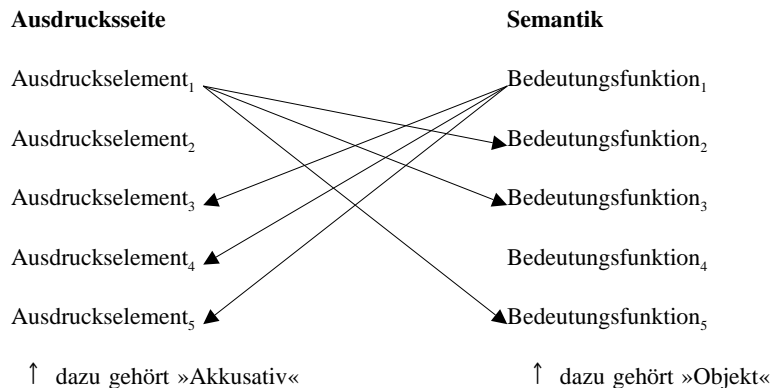 Ausdrucksseite Semantik
Ausdruckselement₁ Bedeutungsfunktion₁
Ausdruckselement₂ Bedeutungsfunktion₂
Ausdruckselement₃ Bedeutungsfunktion₃
Ausdruckselement₄ Bedeutungsfunktion₄
Ausdruckselement₅ Bedeutungsfunktion₅
↑ dazu gehört »Akkusativ« ↑ dazu gehört »Objekt«